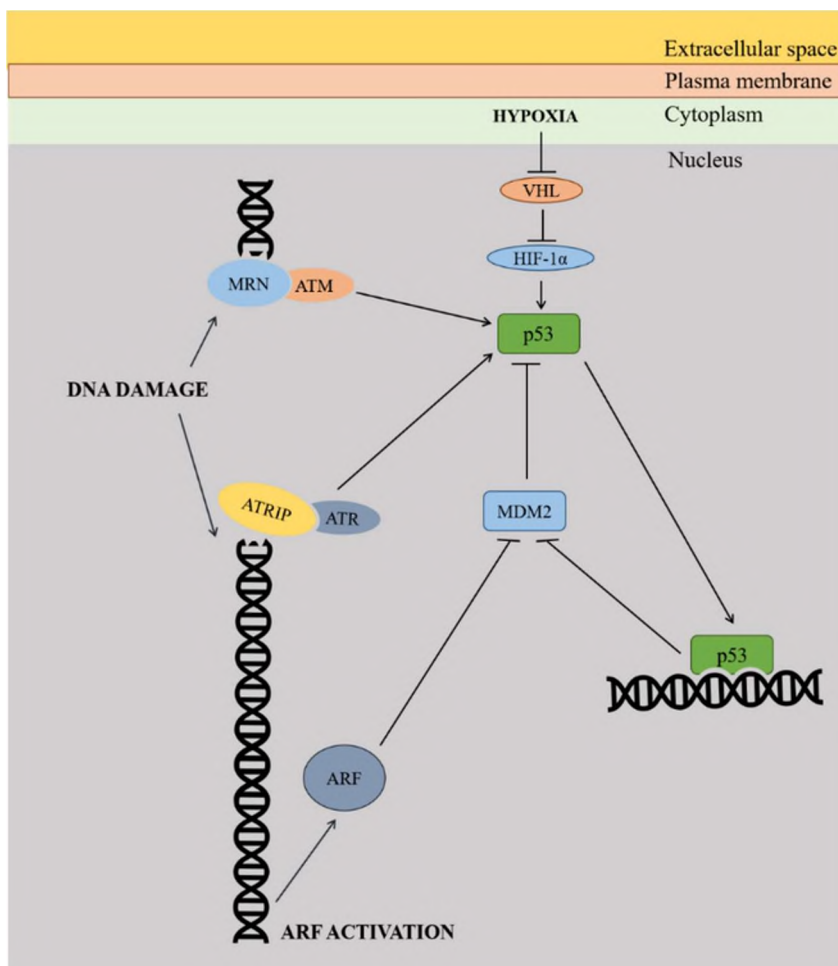 Extracellular space
Plasma membrane
HYPOXIA
Cytoplasm
Nucleus
VHL
HIF-1α
MRN
ATM
p53
DNA DAMAGE
ATRIP
ATR
MDM2
p53
ARF
ARF ACTIVATION